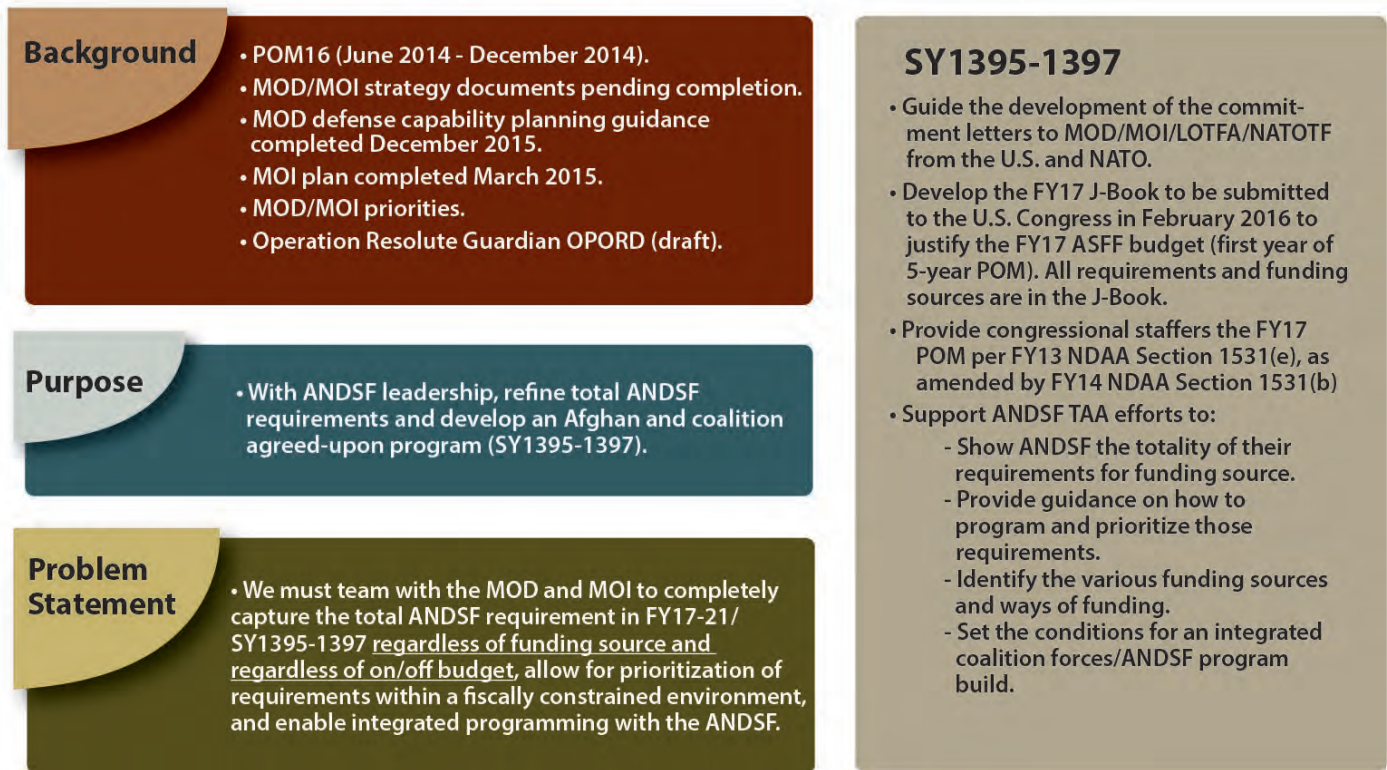 Background
• POM16 (June 2014 - December 2014).
• MOD/MOI strategy documents pending completion.
• MOD defense capability planning guidance
completed December 2015.
• MOI plan completed March 2015.
• MOD/MOI priorities.
• Operation Resolute Guardian OPORD (draft).
Purpose
• With ANDSF leadership, refine total ANDSF
requirements and develop an Afghan and coalition
agreed-upon program (SY1395-1397).
Problem
Statement
• We must team with the MOD and MOI to completely
capture the total ANDSF requirement in FY17-21/
SY1395-1397 regardless of funding source and
regardless of on/off budget, allow for prioritization of
requirements within a fiscally constrained environment,
and enable integrated programming with the ANDSF.
SY1395-1397
• Guide the development of the commit-
ment letters to MOD/MOI/LOTFA/NATOTF
from the U.S. and NATO.
• Develop the FY17 J-Book to be submitted
to the U.S. Congress in February 2016 to
justify the FY17 ASFF budget (first year of
5-year POM). All requirements and funding
sources are in the J-Book.
• Provide congressional staffers the FY17
POM per FY13 NDAA Section 1531(e), as
amended by FY14 NDAA Section 1531(b)
• Support ANDSF TAA efforts to:
- Show ANDSF the totality of their
requirements for funding source.
- Provide guidance on how to
program and prioritize those
requirements.
- Identify the various funding sources
and ways of funding.
- Set the conditions for an integrated
coalition forces/ANDSF program
build.